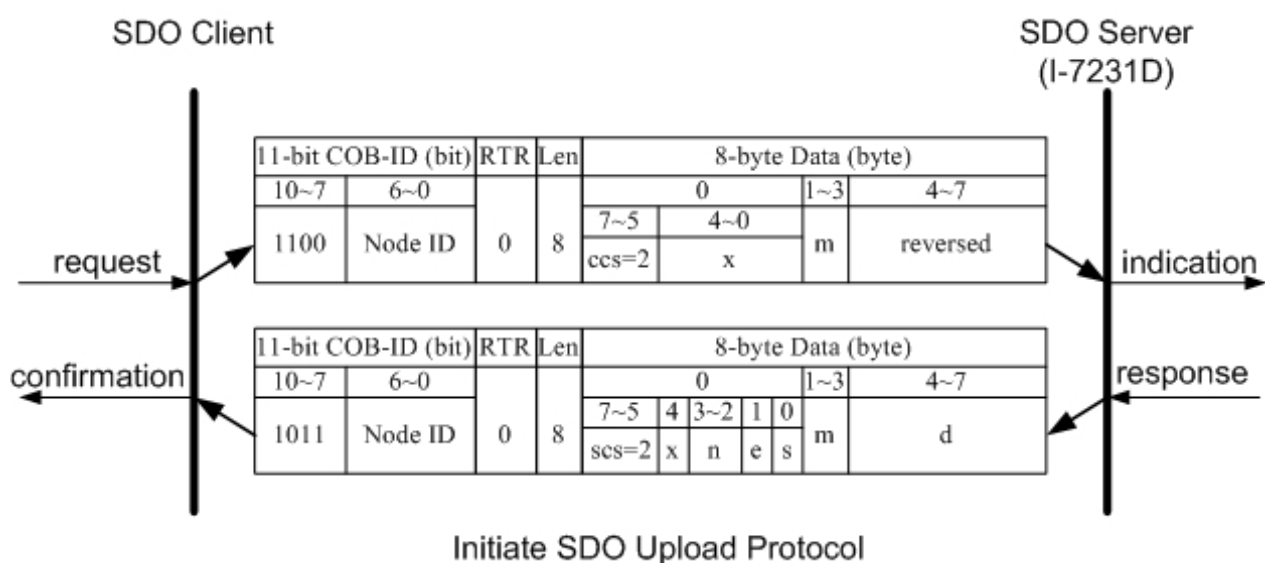 SDO Client
SDO Server
(I-7231D)
11-bit COB-ID (bit) RTR Len 8-byte Data (byte)
10~7 6~0 0 1~3 4~7
7~5 4~0
1100 Node ID 0 8 ccs=2 x m reversed
request
indication
11-bit COB-ID (bit) RTR Len 8-byte Data (byte)
confirmation
response
10~7 6~0 0 1~3 4~7
7~5 4 3~2 1 0
1011 Node ID 0 8 scs=2 x n e s m d
Initiate SDO Upload Protocol